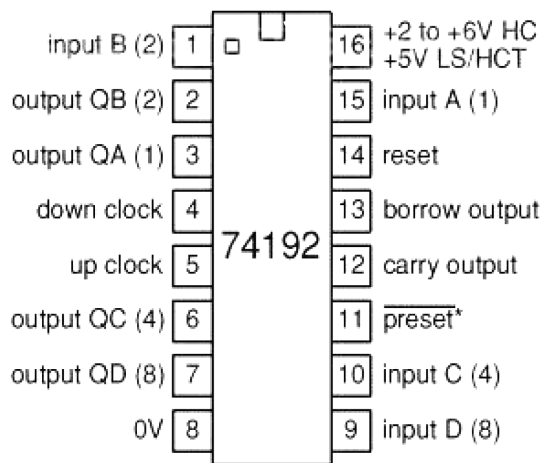 input B (2) 1
output QB (2) 2
output QA (1) 3
down clock 4
up clock 5
output QC (4) 6
output QD (8) 7
0V 8
74192
16 +2 to +6V HC
+5V LS/HCT
15 input A (1)
14 reset
13 borrow output
12 carry output
11 preset*
10 input C (4)
9 input D (8)